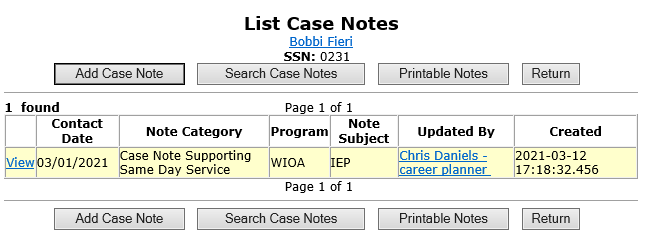 List Case Notes
Bobbi Fieri
SSN: 0231
Add Case Note Search Case Notes Printable Notes Return
1 found Page 1 of 1
Contact Date Note Category Program Note Subject Updated By Created
View 03/01/2021 Case Note Supporting Same Day Service WIOA IEP Chris Daniels - career planner 2021-03-12 17:18:32.456
Page 1 of 1
Add Case Note Search Case Notes Printable Notes Return